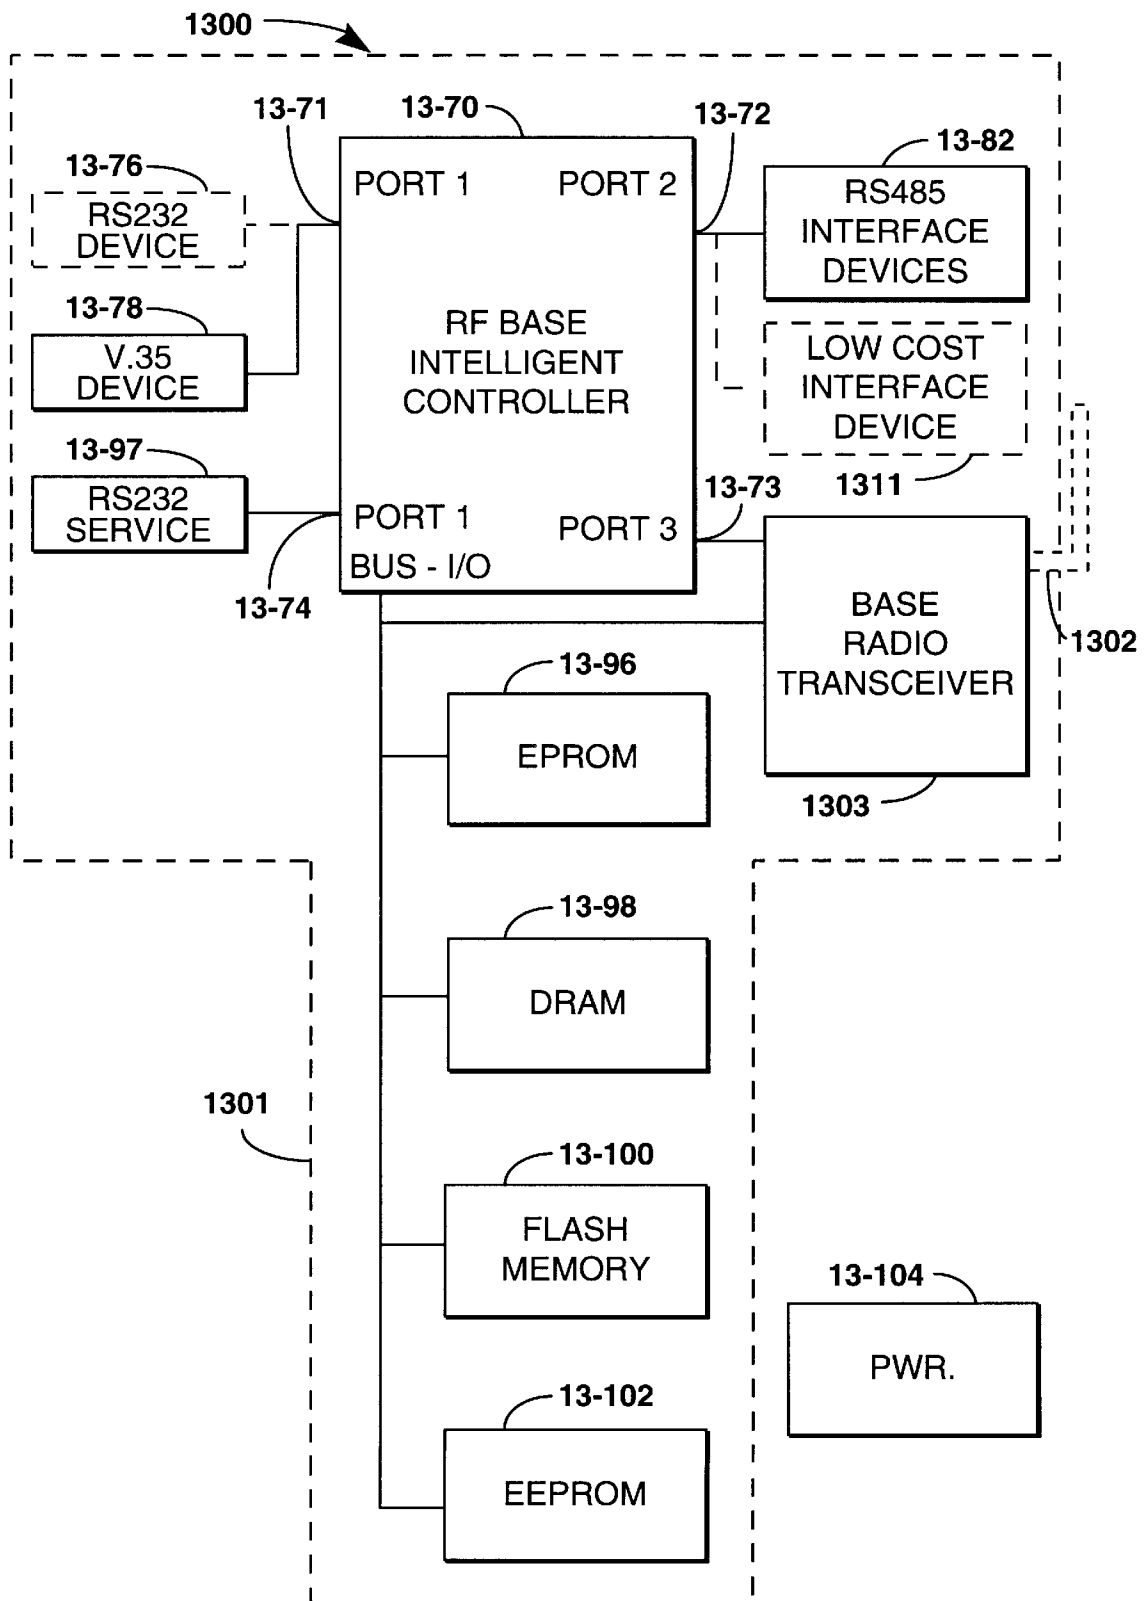 1300
13-71
13-70
13-72
13-76
13-82
RS232
DEVICE
PORT 1
PORT 2
RS485
INTERFACE
DEVICES
13-78
V.35
DEVICE
RF BASE
INTELLIGENT
CONTROLLER
LOW COST
INTERFACE
DEVICE
13-97
RS232
SERVICE
1311
13-73
PORT 1
PORT 3
BUS - I/O
13-74
BASE
RADIO
TRANSCEIVER
1302
13-96
EPROM
1303
13-98
DRAM
1301
13-100
FLASH
MEMORY
13-104
PWR.
13-102
EEPROM